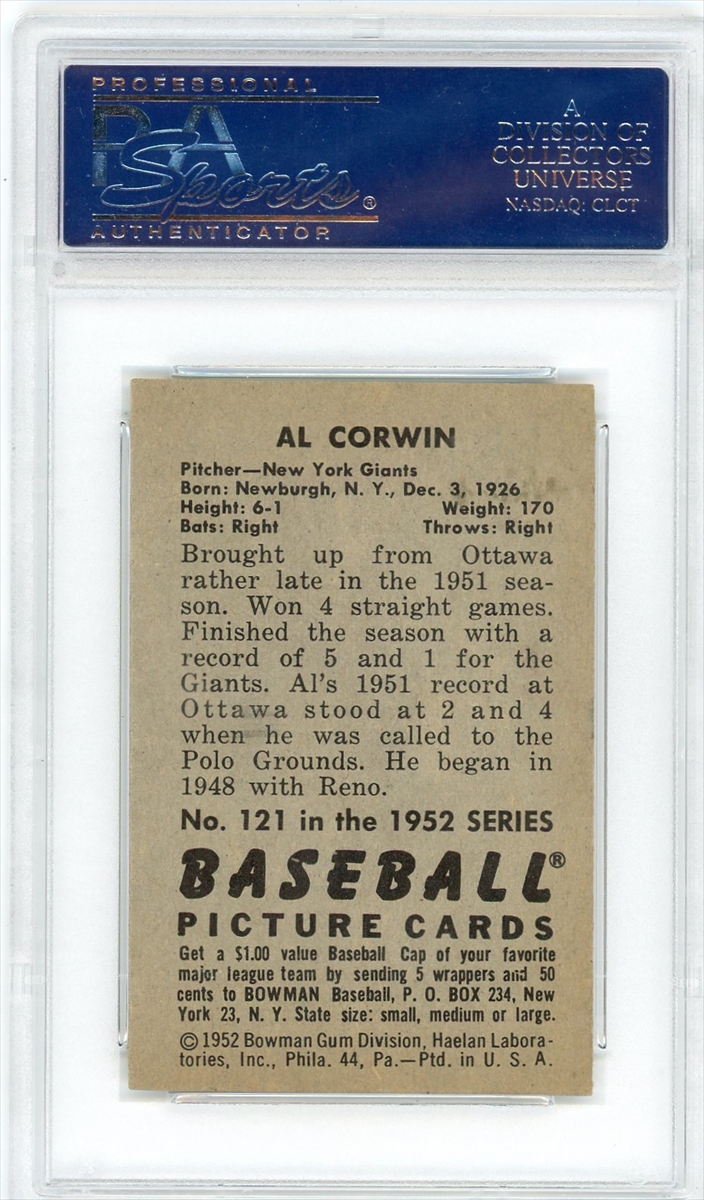 PROFESSIONAL
PSA
Sports®
AUTHENTICATOR
A
DIVISION OF
COLLECTORS
UNIVERSE
NASDAQ: CLCT
AL CORWIN
Pitcher—New York Giants
Born: Newburgh, N. Y., Dec. 3, 1926
Height: 6-1 Weight: 170
Bats: Right Throws: Right
Brought up from Ottawa
rather late in the 1951 sea-
son. Won 4 straight games.
Finished the season with a
record of 5 and 1 for the
Giants. Al's 1951 record at
Ottawa stood at 2 and 4
when he was called to the
Polo Grounds. He began in
1948 with Reno.
No. 121 in the 1952 SERIES
BASEBALL®
PICTURE CARDS
Get a $1.00 value Baseball Cap of your favorite
major league team by sending 5 wrappers and 50
cents to BOWMAN Baseball, P. O. BOX 234, New
York 23, N. Y. State size: small, medium or large.
©1952 Bowman Gum Division, Haelan Labora-
tories, Inc., Phila. 44, Pa.—Ptd. in U. S. A.